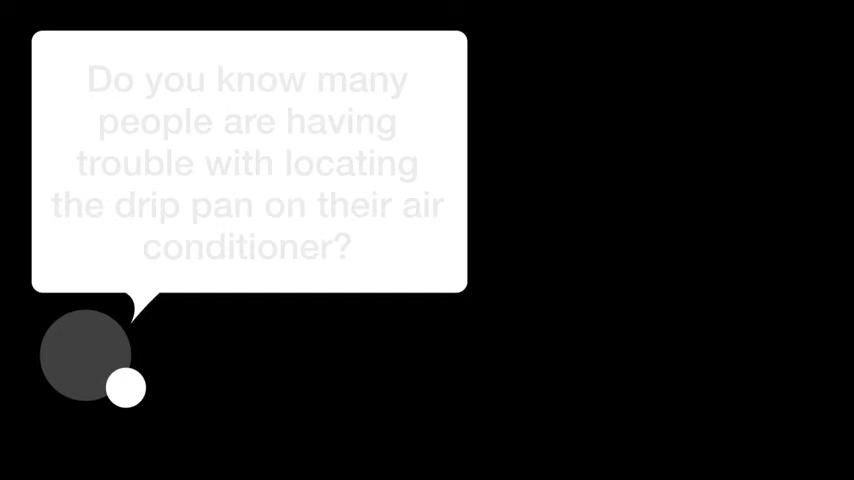 Do you know many
people are having
trouble with locating
the drip pan on their air
conditioner?